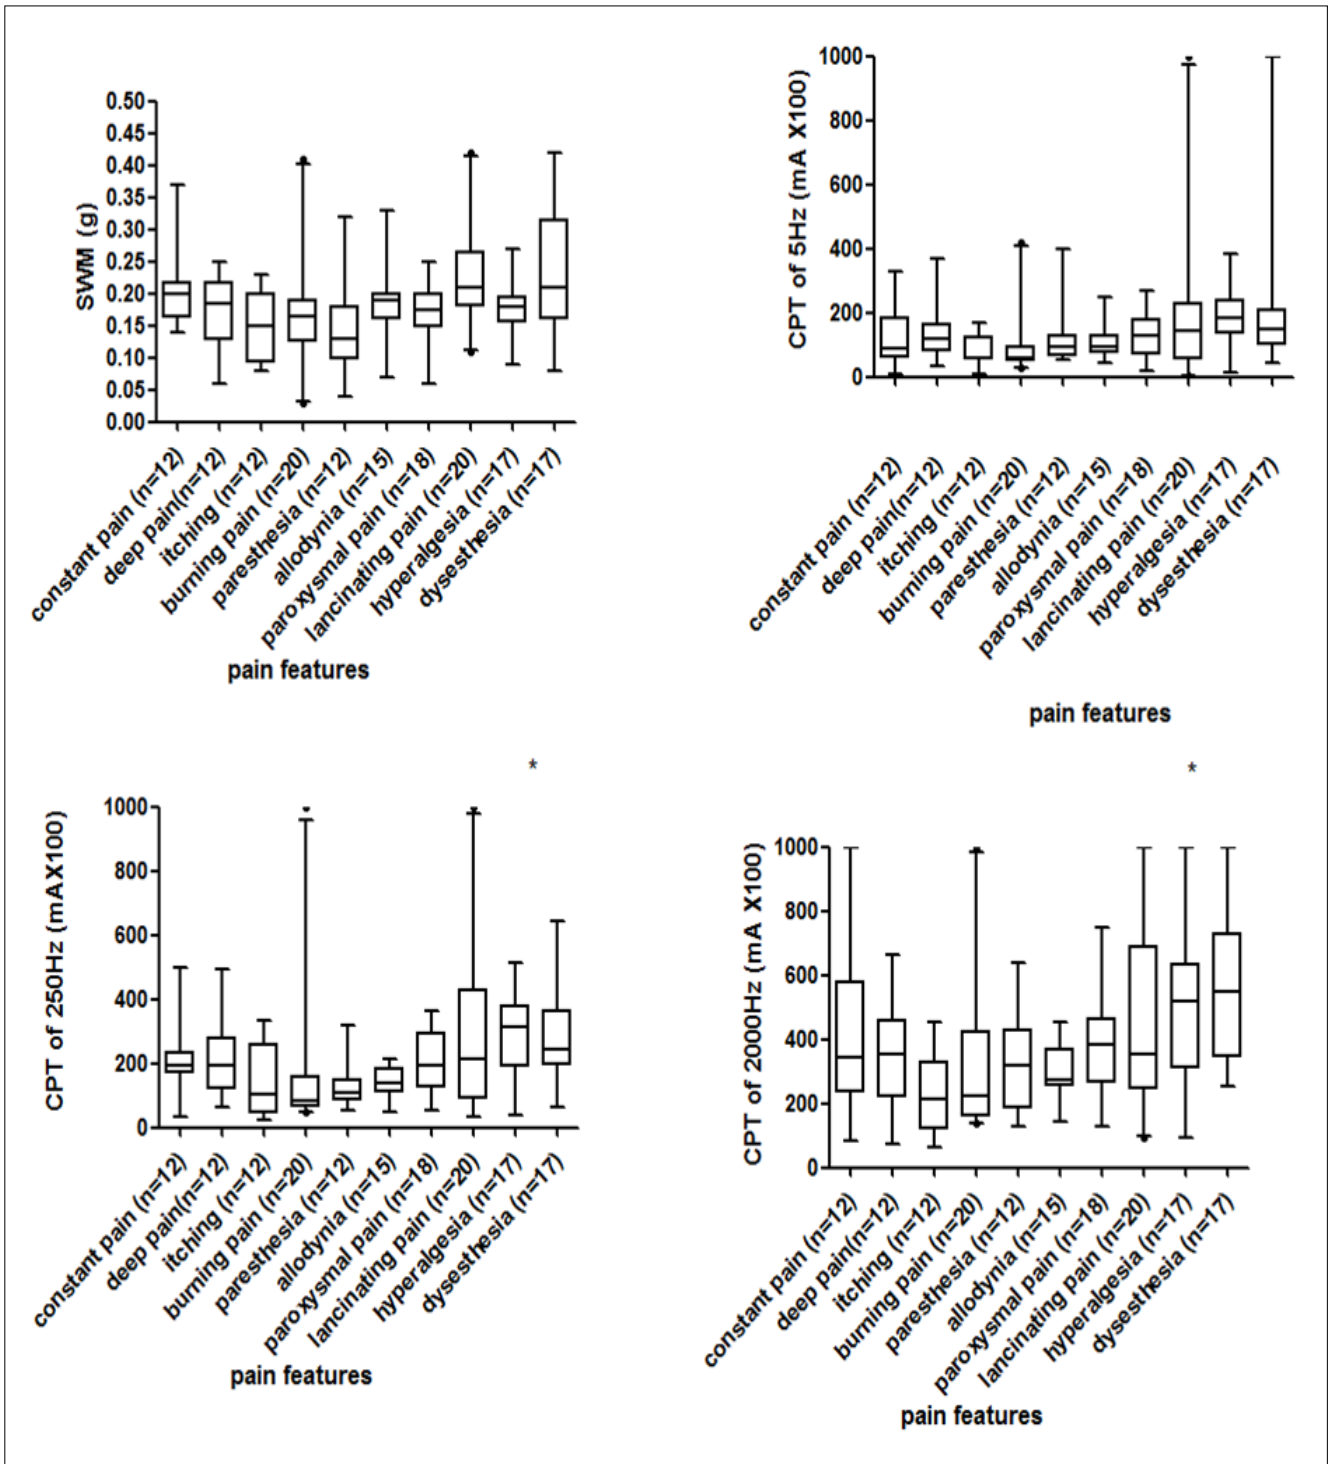 0.50
0.45
0.40
0.35
0.30
0.25
0.20
0.15
0.10
0.05
0.00
SWM (g)
constant pain (n=12)
deep pain(n=12)
itching (n=12)
burning pain (n=20)
paresthesia (n=12)
allodynia (n=15)
paroxysmal pain (n=18)
lancinating pain (n=20)
hyperalgesia (n=17)
dysesthesia (n=17)
pain features
1000
800
600
400
200
0
CPT of 5Hz (mA X100)
constant pain (n=12)
deep pain(n=12)
itching (n=12)
burning pain (n=20)
paresthesia (n=12)
allodynia (n=15)
paroxysmal pain (n=18)
lancinating pain (n=20)
hyperalgesia (n=17)
dysesthesia (n=17)
pain features
*
1000
800
600
400
200
0
CPT of 250Hz (mAX100)
constant pain (n=12)
deep pain(n=12)
itching (n=12)
burning pain (n=20)
paresthesia (n=12)
allodynia (n=15)
paroxysmal pain (n=18)
lancinating pain (n=20)
hyperalgesia (n=17)
dysesthesia (n=17)
pain features
*
1000
800
600
400
200
0
CPT of 2000Hz (mA X100)
constant pain (n=12)
deep pain(n=12)
itching (n=12)
burning pain (n=20)
paresthesia (n=12)
allodynia (n=15)
paroxysmal pain (n=18)
lancinating pain (n=20)
hyperalgesia (n=17)
dysesthesia (n=17)
pain features